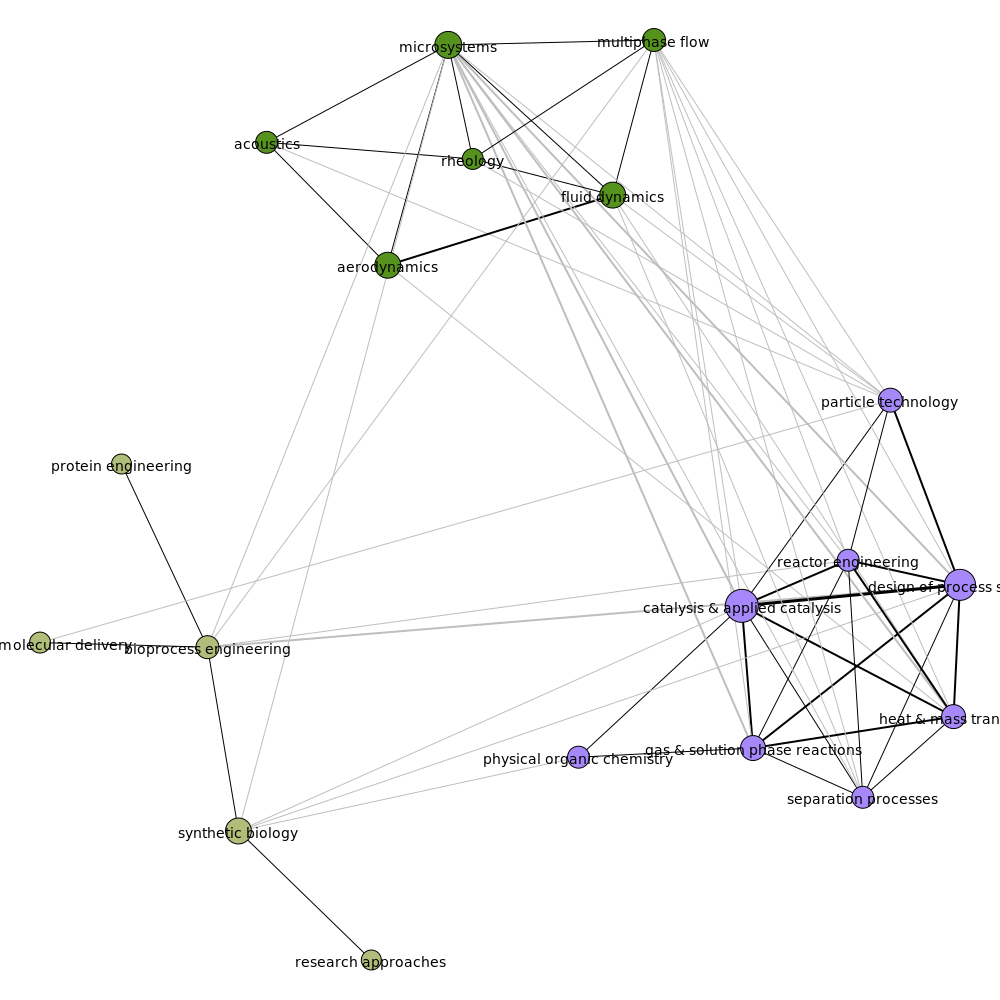 multiphase flow
microsystems
acoustics
rheology
fluid dynamics
aerodynamics
particle technology
protein engineering
reactor engineering
design of process s
catalysis & applied catalysis
molecular delivery
bioprocess engineering
heat & mass tran
gas & solution phase reactions
physical organic chemistry
separation processes
synthetic biology
research approaches